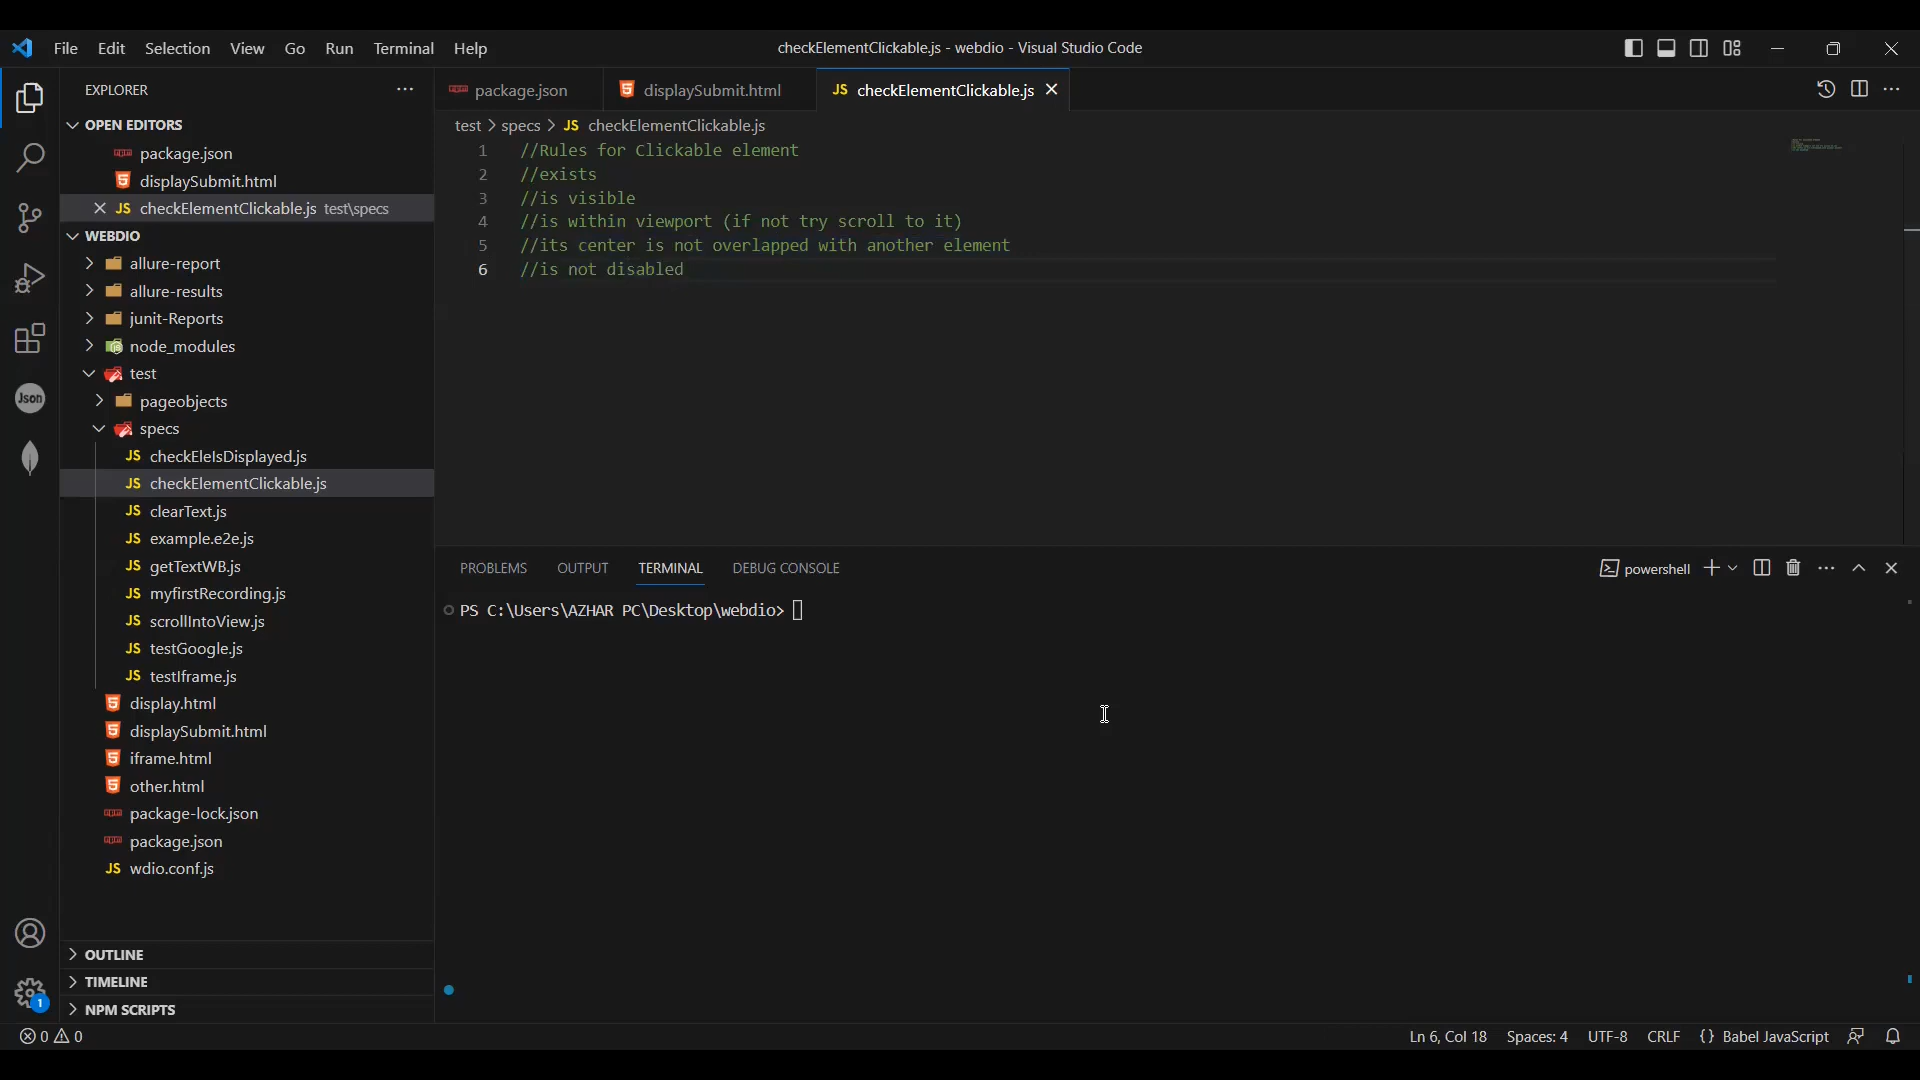 File Edit Selection View Go Run Terminal Help
checkElementClickable.js - webdio - Visual Studio Code
EXPLORER
OPEN EDITORS
package.json
displaySubmit.html
JS checkElementClickable.js test\specs
WEBDIO
allure-report
allure-results
junit-Reports
node_modules
test
pageobjects
specs
JS checkEleIsDisplayed.js
JS checkElementClickable.js
JS clearText.js
JS example.e2e.js
JS getTextWB.js
JS myfirstRecording.js
JS scrollIntoView.js
JS testGoogle.js
JS testIframe.js
display.html
displaySubmit.html
iframe.html
other.html
package-lock.json
package.json
JS wdio.conf.js
OUTLINE
TIMELINE
NPM SCRIPTS
Json
1
package.json
displaySubmit.html
JS checkElementClickable.js
test > specs > JS checkElementClickable.js
1 //Rules for Clickable element
2 //exists
3 //is visible
4 //is within viewport (if not try scroll to it)
5 //its center is not overlapped with another element
6 //is not disabled
PROBLEMS OUTPUT TERMINAL DEBUG CONSOLE
powershell
PS C:\Users\AZHAR PC\Desktop\webdio>
0 0
Ln 6, Col 18 Spaces: 4 UTF-8 CRLF {} Babel JavaScript